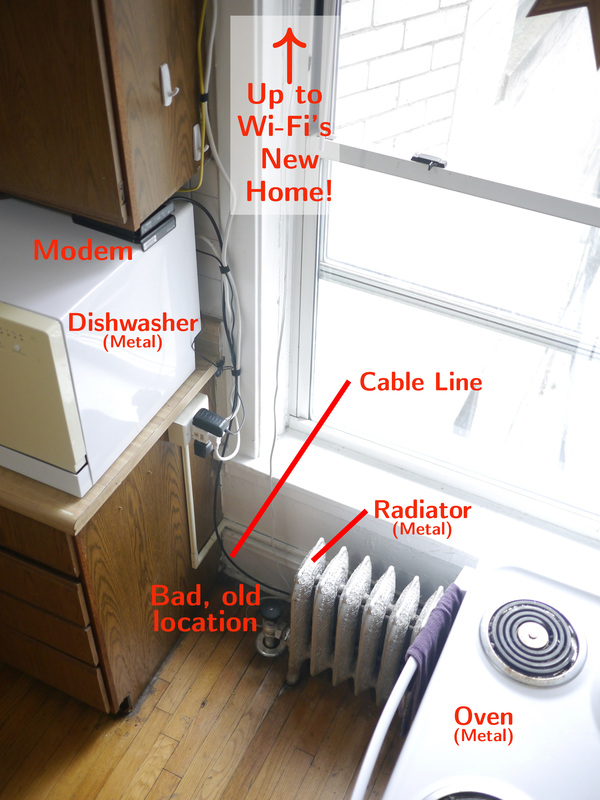 Up to
Wi-Fi's
New
Home!
Modem
Dishwasher
(Metal)
Cable Line
Radiator
(Metal)
Bad, old
location
Oven
(Metal)